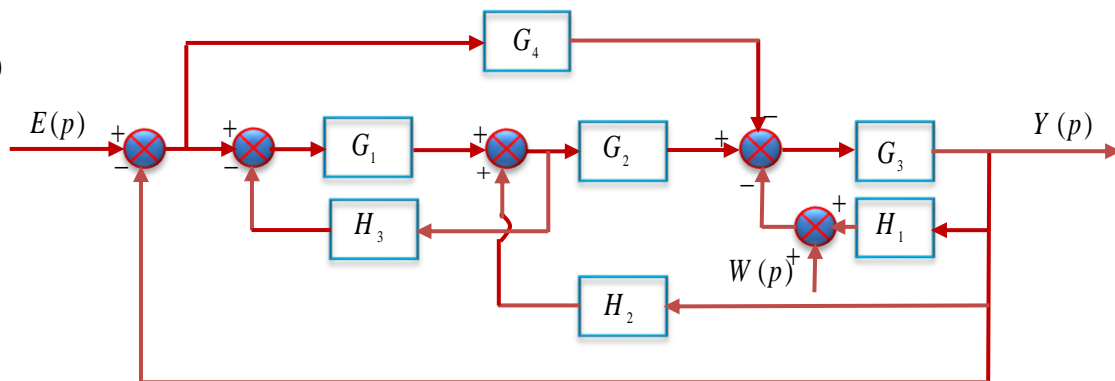 )
G₄
E(p)
+
−
+
−
G₁
+
+
G₂
+
−
−
G₃
Y(p)
H₃
+
H₁
W(p)
+
H₂